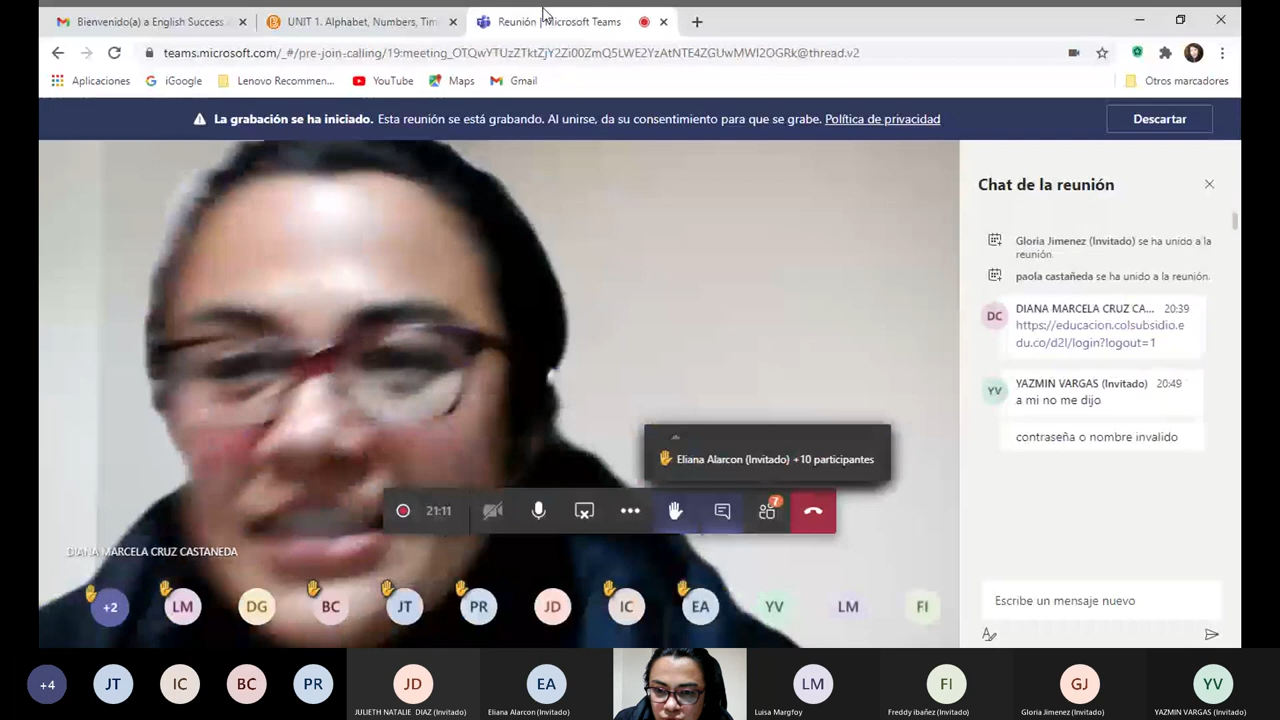 Bienvenido(a) a English Success
UNIT 1. Alphabet, Numbers, Tim
Reunión | Microsoft Teams
teams.microsoft.com/_#/pre-join-calling/19:meeting_OTQwYTUzZTktZjY2Zi00ZmQ5LWE2YzAtNTE4ZGUwMWI2OGRk@thread.v2
Aplicaciones
iGoogle
Lenovo Recommen...
YouTube
Maps
Gmail
Otros marcadores
La grabación se ha iniciado. Esta reunión se está grabando. Al unirse, da su consentimiento para que se grabe. Política de privacidad
Descartar
Chat de la reunión
Gloria Jimenez (Invitado) se ha unido a la
reunión.
paola castañeda se ha unido a la reunión.
DC
DIANA MARCELA CRUZ CA... 20:39
https://educacion.colsubsidio.e
du.co/d2l/login?logout=1
YV
YAZMIN VARGAS (Invitado) 20:49
a mi no me dijo
contraseña o nombre invalido
Eliana Alarcon (Invitado) +10 participantes
21:11
7
DIANA MARCELA CRUZ CASTANEDA
+2 LM DG BC JT PR JD IC EA YV LM FI
Escribe un mensaje nuevo
+4 JT IC BC PR JD EA LM FI GJ YV
JULIETH NATALIE DIAZ (Invitado)
Eliana Alarcon (Invitado)
Luisa Margfoy
Freddy ibañez (Invitado)
Gloria Jimenez (Invitado)
YAZMIN VARGAS (Invitado)